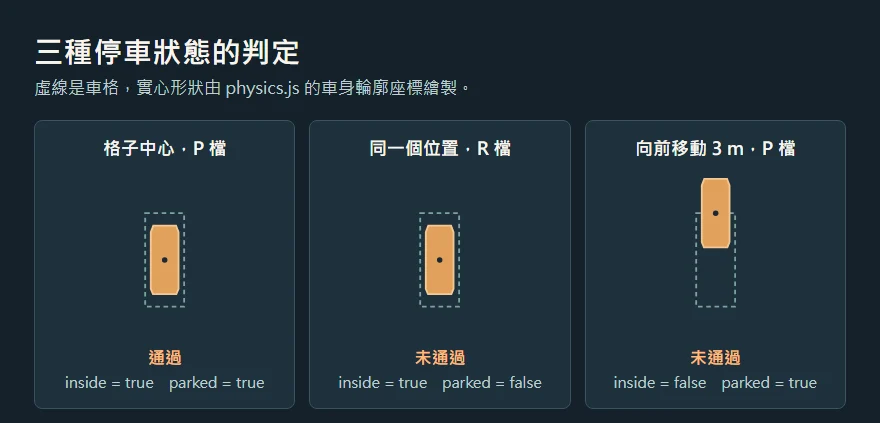 三種停車狀態的判定
虛線是車格，實心形狀由 physics.js 的車身輪廓座標繪製。
格子中心．P 檔
同一個位置．R 檔
向前移動 3 m．P 檔
通過
inside = true parked = true
未通過
inside = true parked = false
未通過
inside = false parked = true